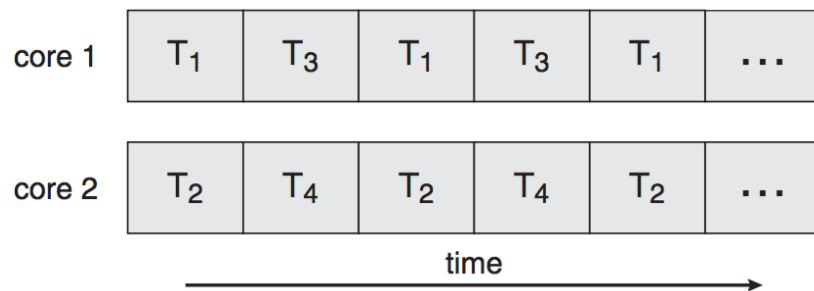 core 1 T₁ T₃ T₁ T₃ T₁ ...
core 2 T₂ T₄ T₂ T₄ T₂ ...
time